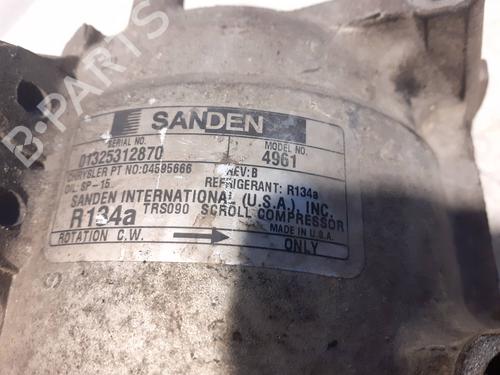 B-PARTS
SANDEN
SERIAL NO. MODEL NO.
01325312870 4961
CHRYSLER PT NO:04595666 REV:B
OIL SP-15 REFRIGERANT: R134a
SANDEN INTERNATIONAL (U.S.A.), INC.
R134a TRS090 SCROLL COMPRESSOR
MADE IN U.S.A.
ROTATION C.W. ONLY